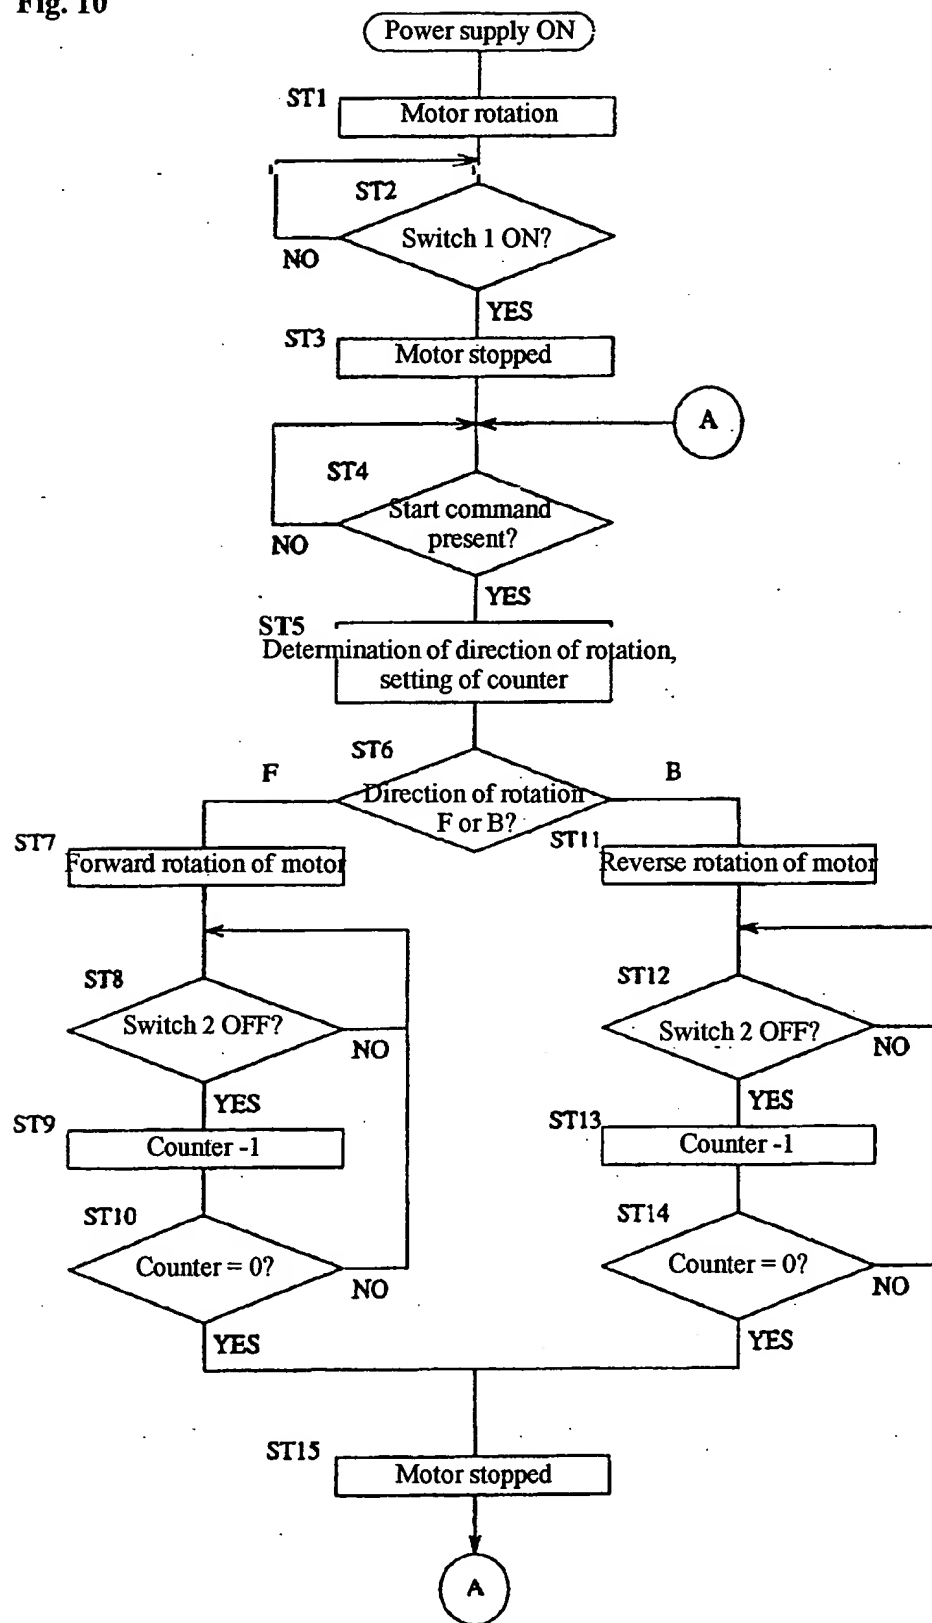 Fig. 10
Power supply ON
ST1
Motor rotation
ST2
Switch 1 ON?
NO
YES
ST3
Motor stopped
A
ST4
Start command
present?
NO
YES
ST5
Determination of direction of rotation,
setting of counter
ST6
F
B
Direction of rotation
F or B?
ST7
Forward rotation of motor
ST11
Reverse rotation of motor
ST8
Switch 2 OFF?
NO
YES
ST12
Switch 2 OFF?
NO
YES
ST9
Counter -1
ST13
Counter -1
ST10
Counter = 0?
NO
YES
ST14
Counter = 0?
NO
YES
ST15
Motor stopped
A